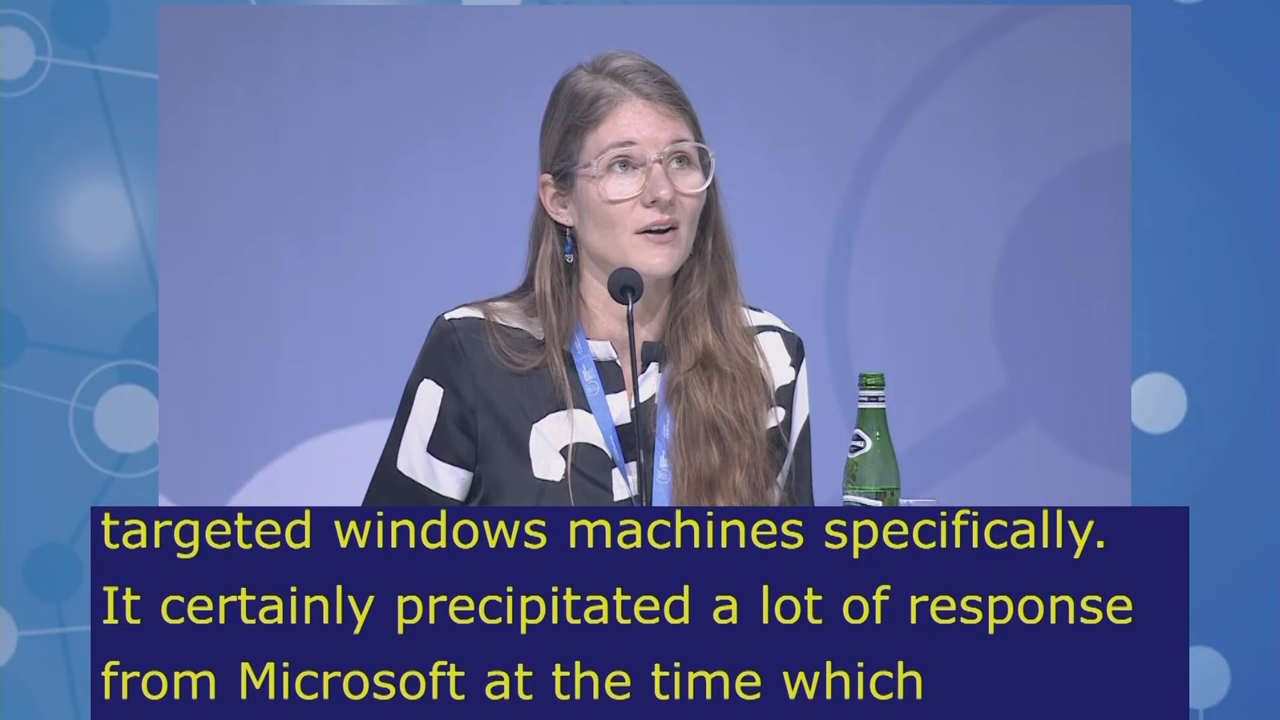 targeted windows machines specifically.
It certainly precipitated a lot of response
from Microsoft at the time which